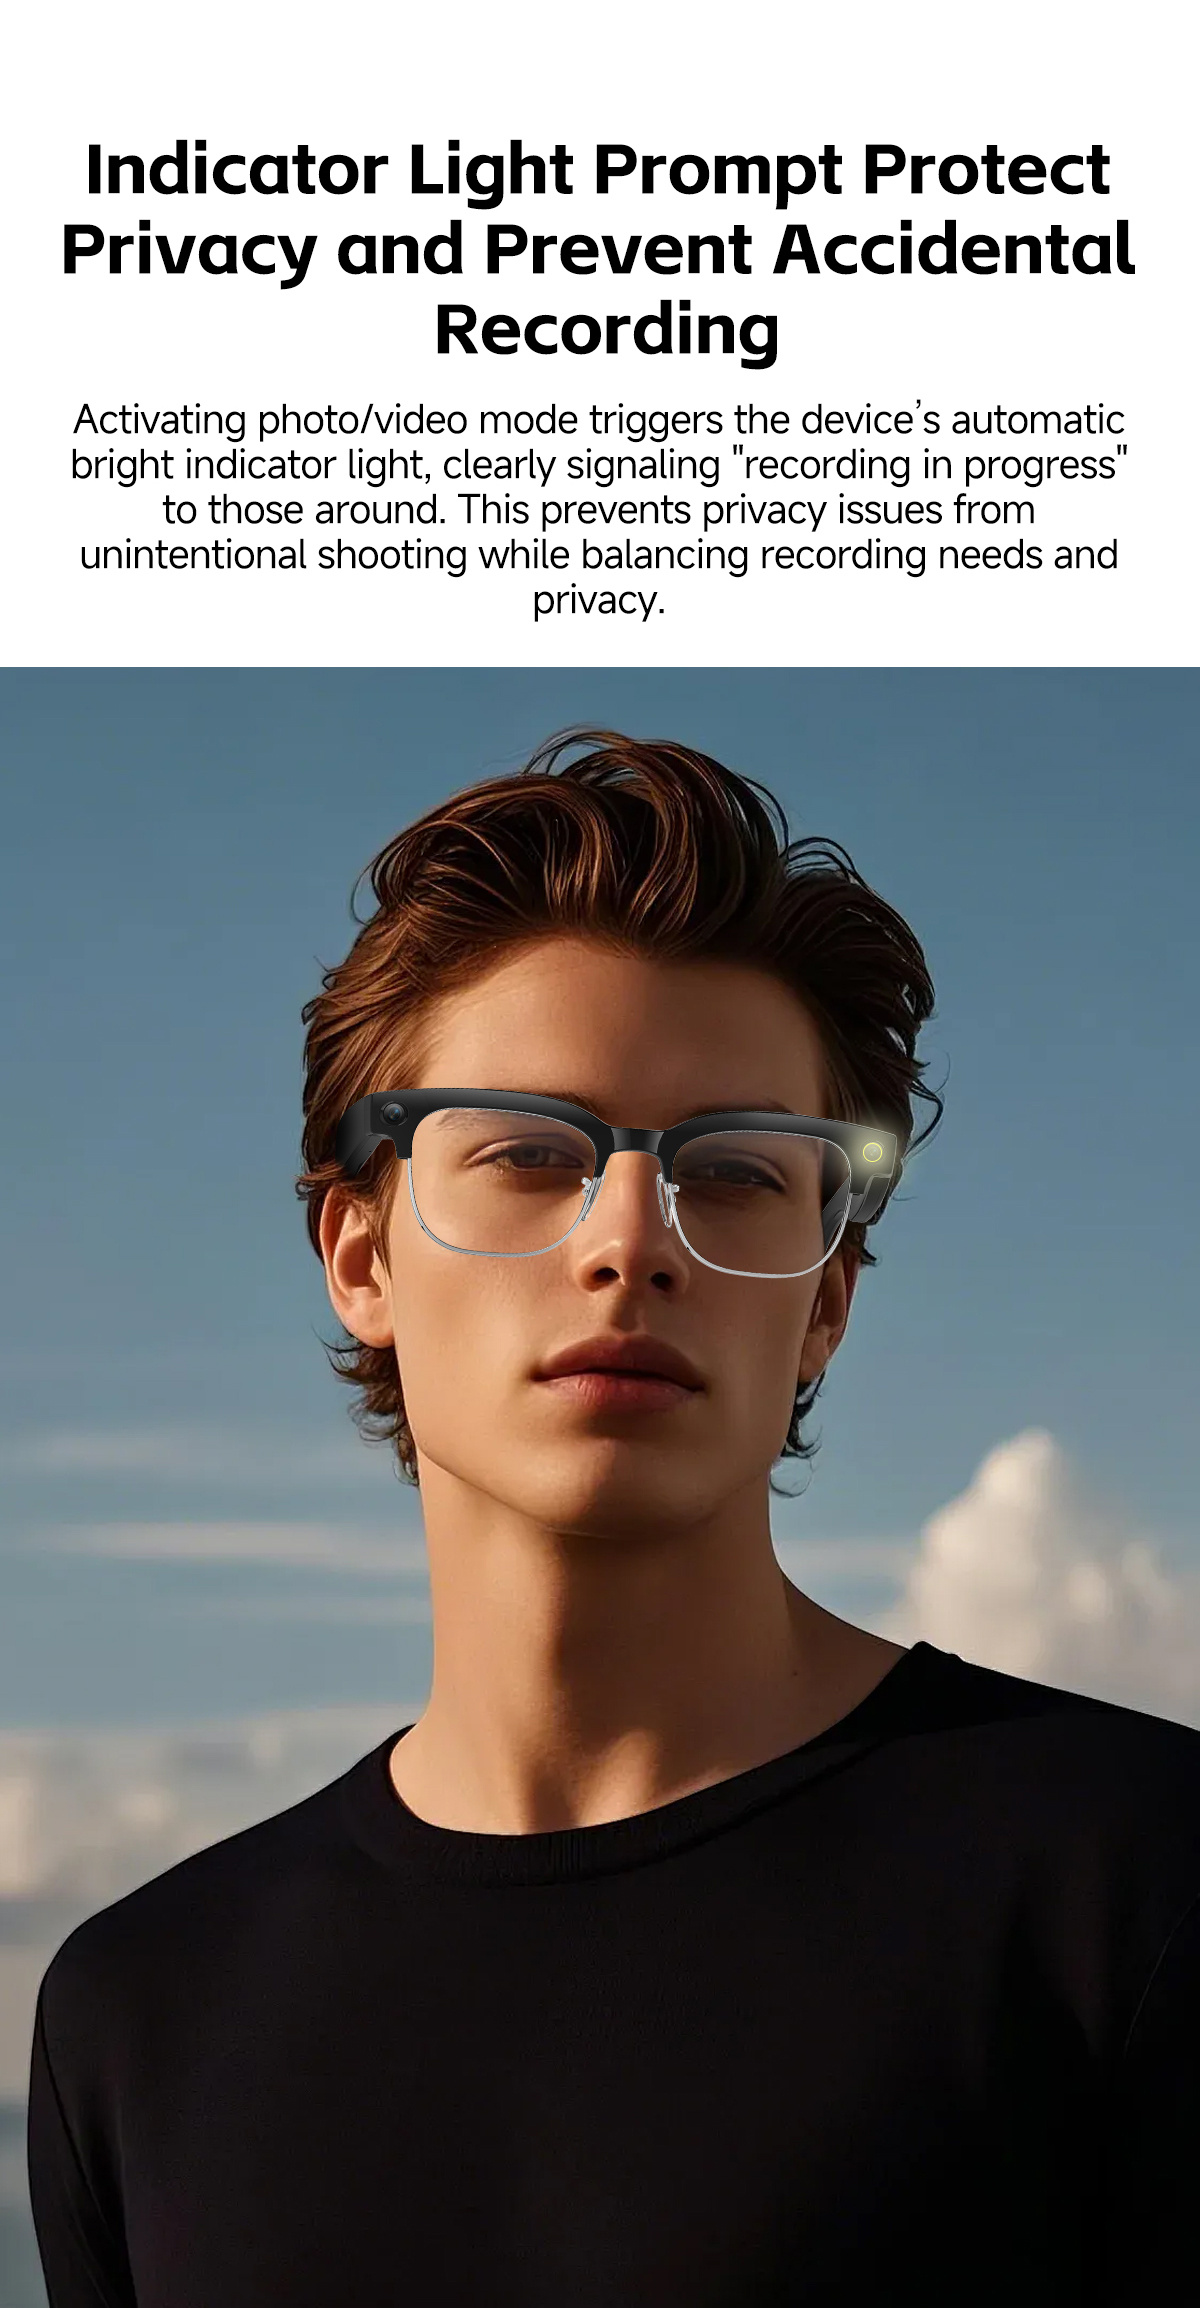 Indicator Light Prompt Protect
Privacy and Prevent Accidental
Recording
Activating photo/video mode triggers the device’s automatic
bright indicator light, clearly signaling "recording in progress"
to those around. This prevents privacy issues from
unintentional shooting while balancing recording needs and
privacy.